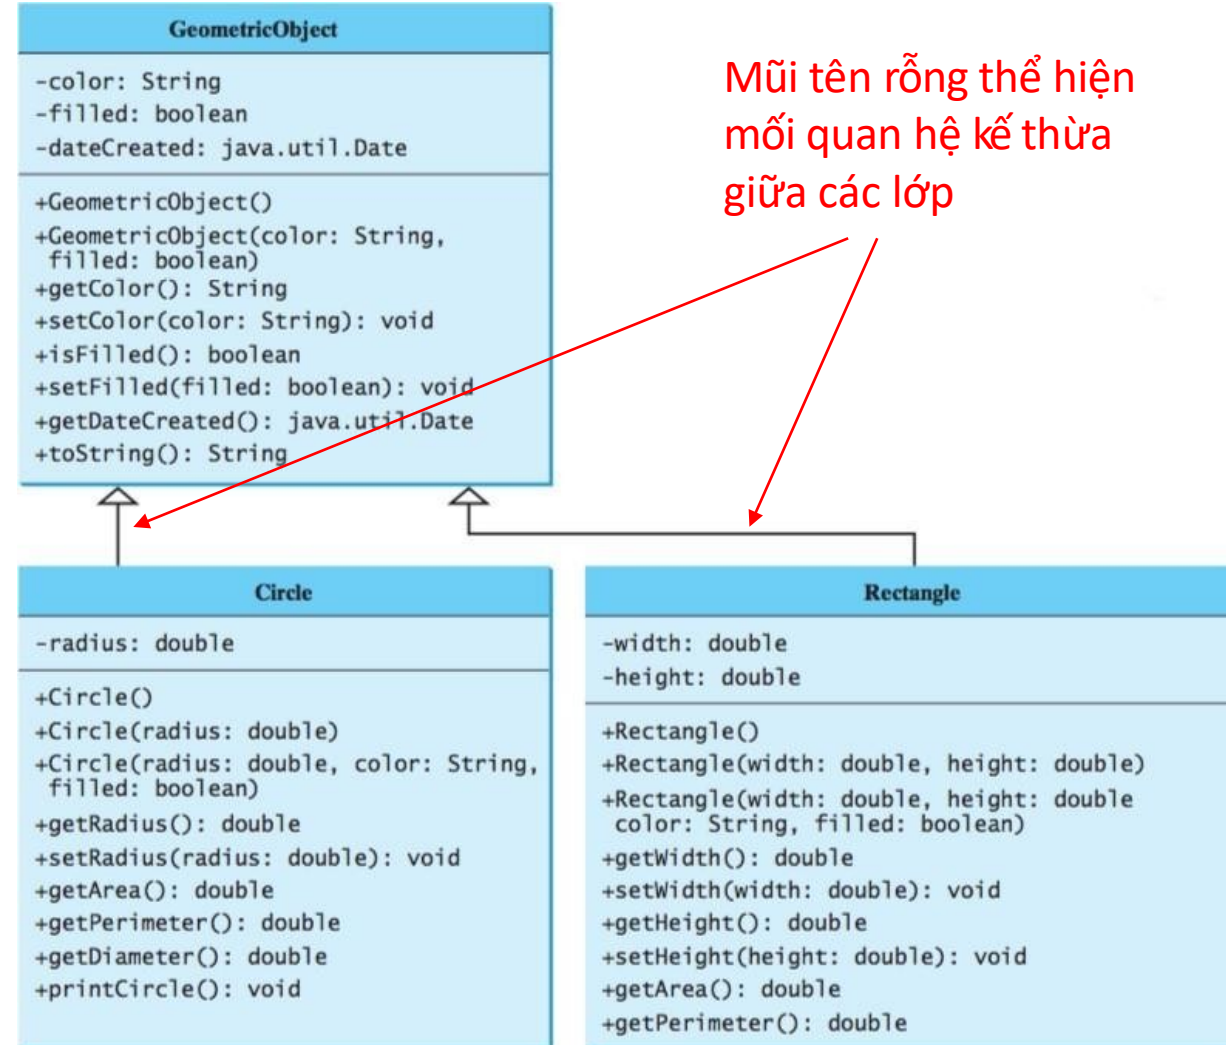 GeometricObject
-color: String
-filled: boolean
-dateCreated: java.util.Date
+GeometricObject()
+GeometricObject(color: String,
filled: boolean)
+getColor(): String
+setColor(color: String): void
+isFilled(): boolean
+setFilled(filled: boolean): void
+getDateCreated(): java.util.Date
+toString(): String
Mũi tên rỗng thể hiện
mối quan hệ kế thừa
giữa các lớp
Circle
-radius: double
+Circle()
+Circle(radius: double)
+Circle(radius: double, color: String,
filled: boolean)
+getRadius(): double
+setRadius(radius: double): void
+getArea(): double
+getPerimeter(): double
+getDiameter(): double
+printCircle(): void
Rectangle
-width: double
-height: double
+Rectangle()
+Rectangle(width: double, height: double)
+Rectangle(width: double, height: double
color: String, filled: boolean)
+getWidth(): double
+setWidth(width: double): void
+getHeight(): double
+setHeight(height: double): void
+getArea(): double
+getPerimeter(): double